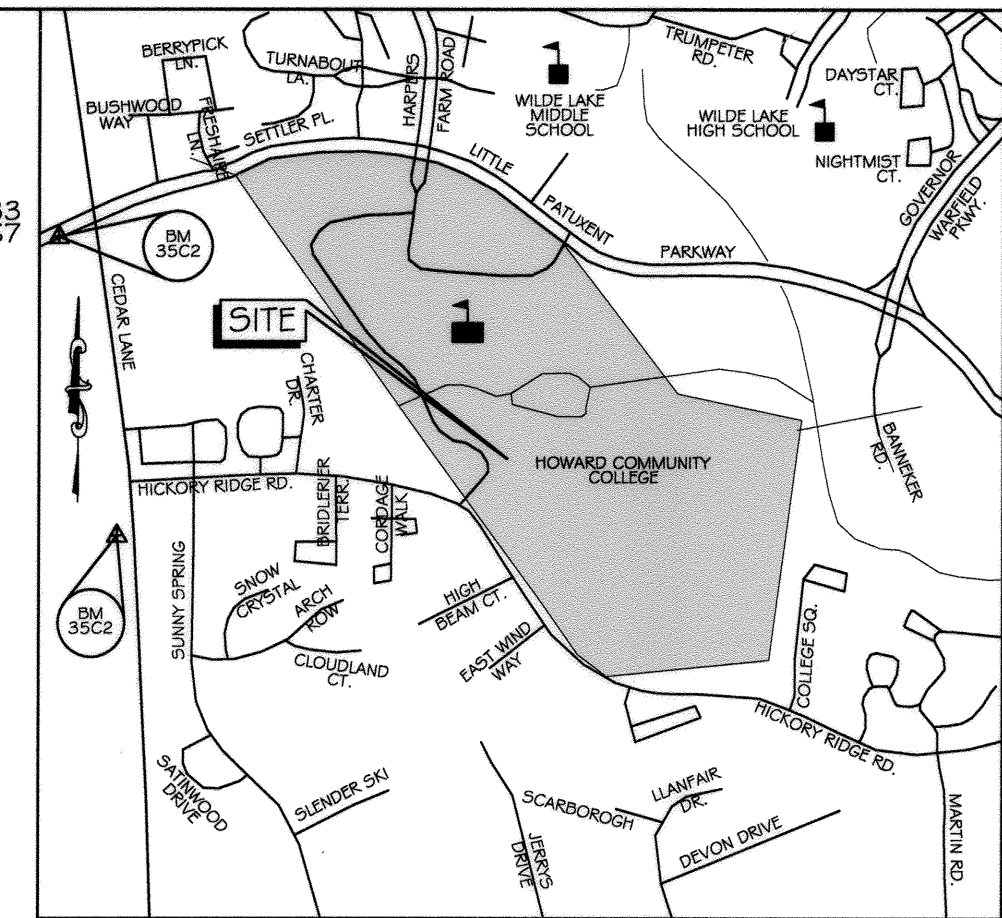 BERRYPICK
LN.
TURNABOUT
LA.
HARPERS
FARM ROAD
TRUMPETER
RD.
DAYSTAR
CT.
BUSHWOOD
WAY
FRESHAIRE
LN.
SETTLER PL.
WILDE LAKE
MIDDLE
SCHOOL
WILDE LAKE
HIGH SCHOOL
NIGHTMIST
CT.
GOVERNOR
WARFIELD
PKWY.
LITTLE
PATUXENT
PARKWAY
33
57
BM
35C2
CEDAR LANE
SITE
CHARTER
DR.
HOWARD COMMUNITY
COLLEGE
BANNEKER
RD.
HICKORY RIDGE RD.
BRIDLERIER
TERR.
CORDAGE
WALK
BM
35C2
SUNNY SPRING
SNOW
CRYSTAL
ARCH
ROW
CLOUDLAND
CT.
HIGH
BEAM CT.
EAST WIND
WAY
COLLEGE SQ.
HICKORY RIDGE RD.
SATINWOOD
DRIVE
SLENDER SKI
SCARBOROGH
LLANFAIR
DR.
JERRYS
DRIVE
DEVON DRIVE
MARTIN RD.